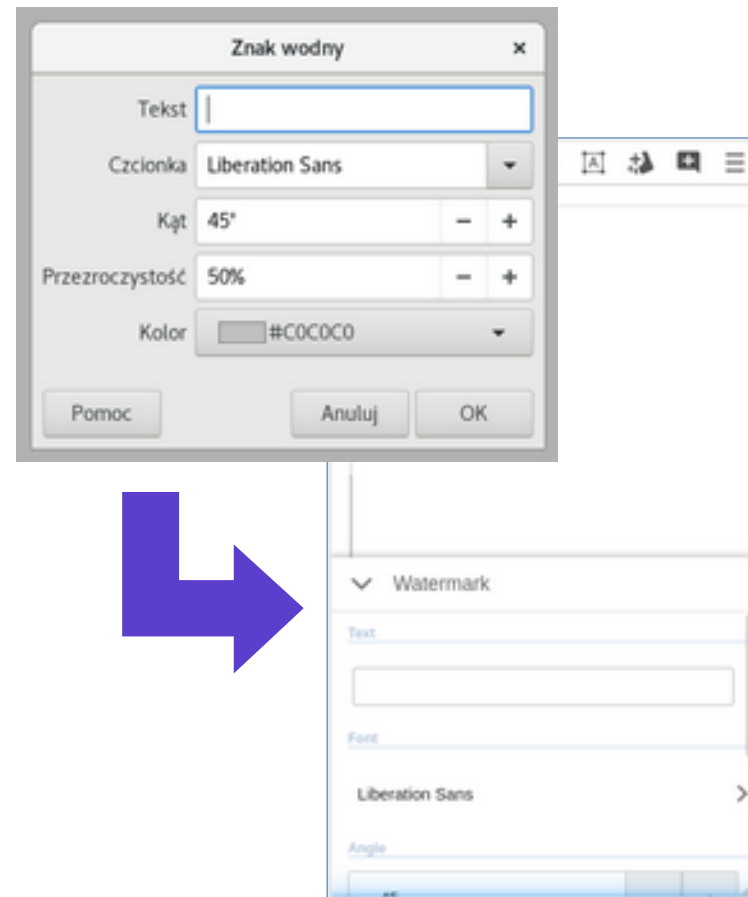 Znak wodny
Tekst
Czcionka Liberation Sans
Kąt 45°
Przezroczystość 50%
Kolor #C0C0C0
Pomoc Anuluj OK
Watermark
Text
Font
Liberation Sans
Angle